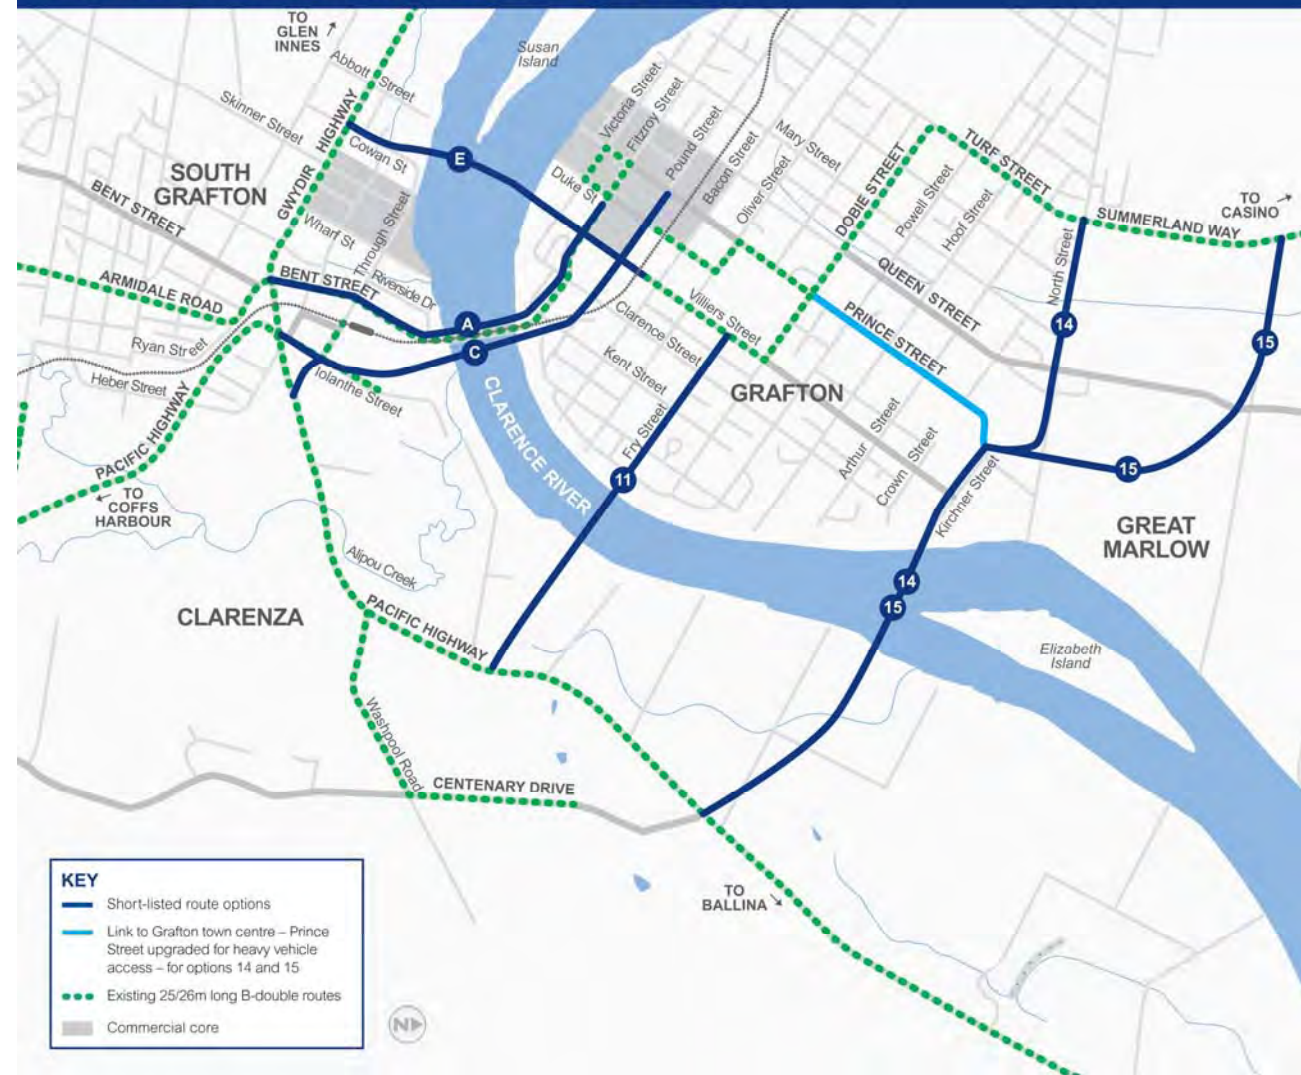 TO
GLEN
INNES
Susan
Island
Abbott Street
Skinner Street
GWYDIR HIGHWAY
Cowan St
SOUTH
GRAFTON
BENT STREET
Wharf St
Through Street
Riverside Dr
BENT STREET
ARMIDALE ROAD
Ryan Street
Heber Street
Iolanthe Street
PACIFIC HIGHWAY
TO
COFFS
HARBOUR
E
A
C
Victoria Street
Fitzroy Street
Pound Street
Duke St
Bacon Street
Mary Street
Oliver Street
DOBIE STREET
TURF STREET
Powell Street
Hoof Street
SUMMERLAND WAY
TO
CASINO
North Street
QUEEN STREET
PRINCE STREET
Villiers Street
Clarence Street
Kent Street
GRAFTON
Fry Street
Arthur Street
Crown Street
Kirchner Street
14
15
15
11
14
15
GREAT
MARLOW
CLARENCE RIVER
Alipou Creek
CLARENZA
PACIFIC HIGHWAY
Elizabeth
Island
Washpool Road
CENTENARY DRIVE
TO
BALLINA
KEY
Short-listed route options
Link to Grafton town centre – Prince
Street upgraded for heavy vehicle
access – for options 14 and 15
Existing 25/26m long B-double routes
Commercial core
N